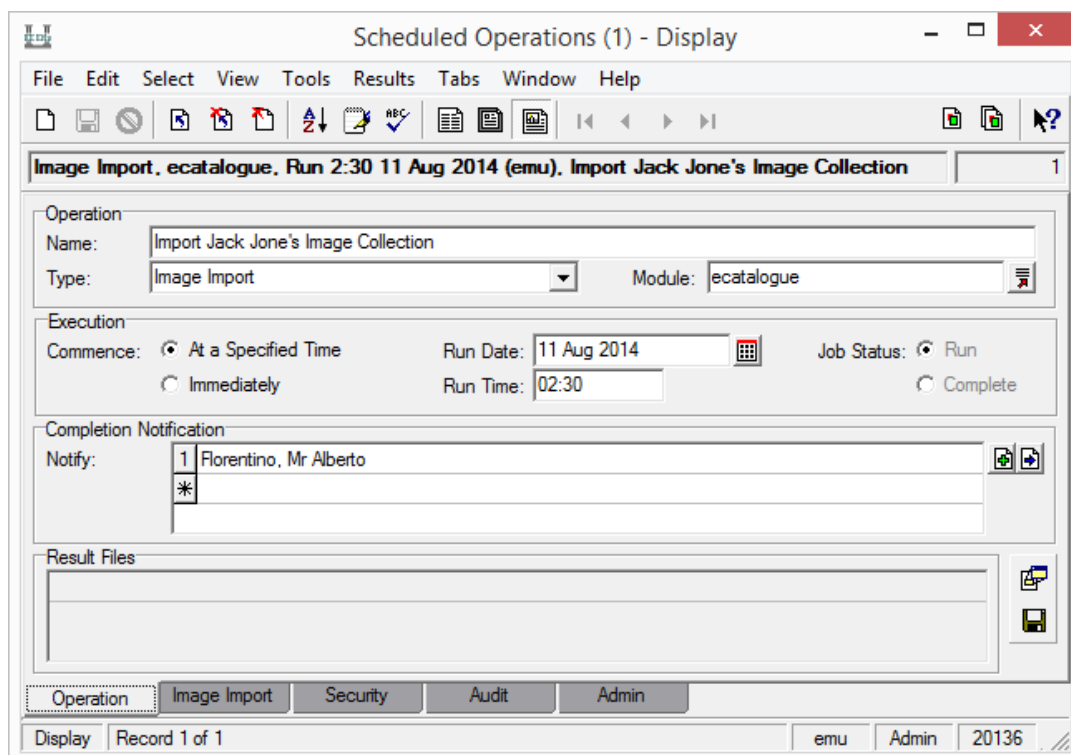 Scheduled Operations (1) - Display
File Edit Select View Tools Results Tabs Window Help
Image Import, ecatalogue, Run 2:30 11 Aug 2014 (emu), Import Jack Jone's Image Collection 1
Operation
Name: Import Jack Jone's Image Collection
Type: Image Import Module: ecatalogue
Execution
Commence: At a Specified Time Run Date: 11 Aug 2014 Job Status: Run
Immediately Run Time: 02:30 Complete
Completion Notification
Notify: 1 Florentino, Mr Alberto
Result Files
Operation Image Import Security Audit Admin
Display Record 1 of 1 emu Admin 20136